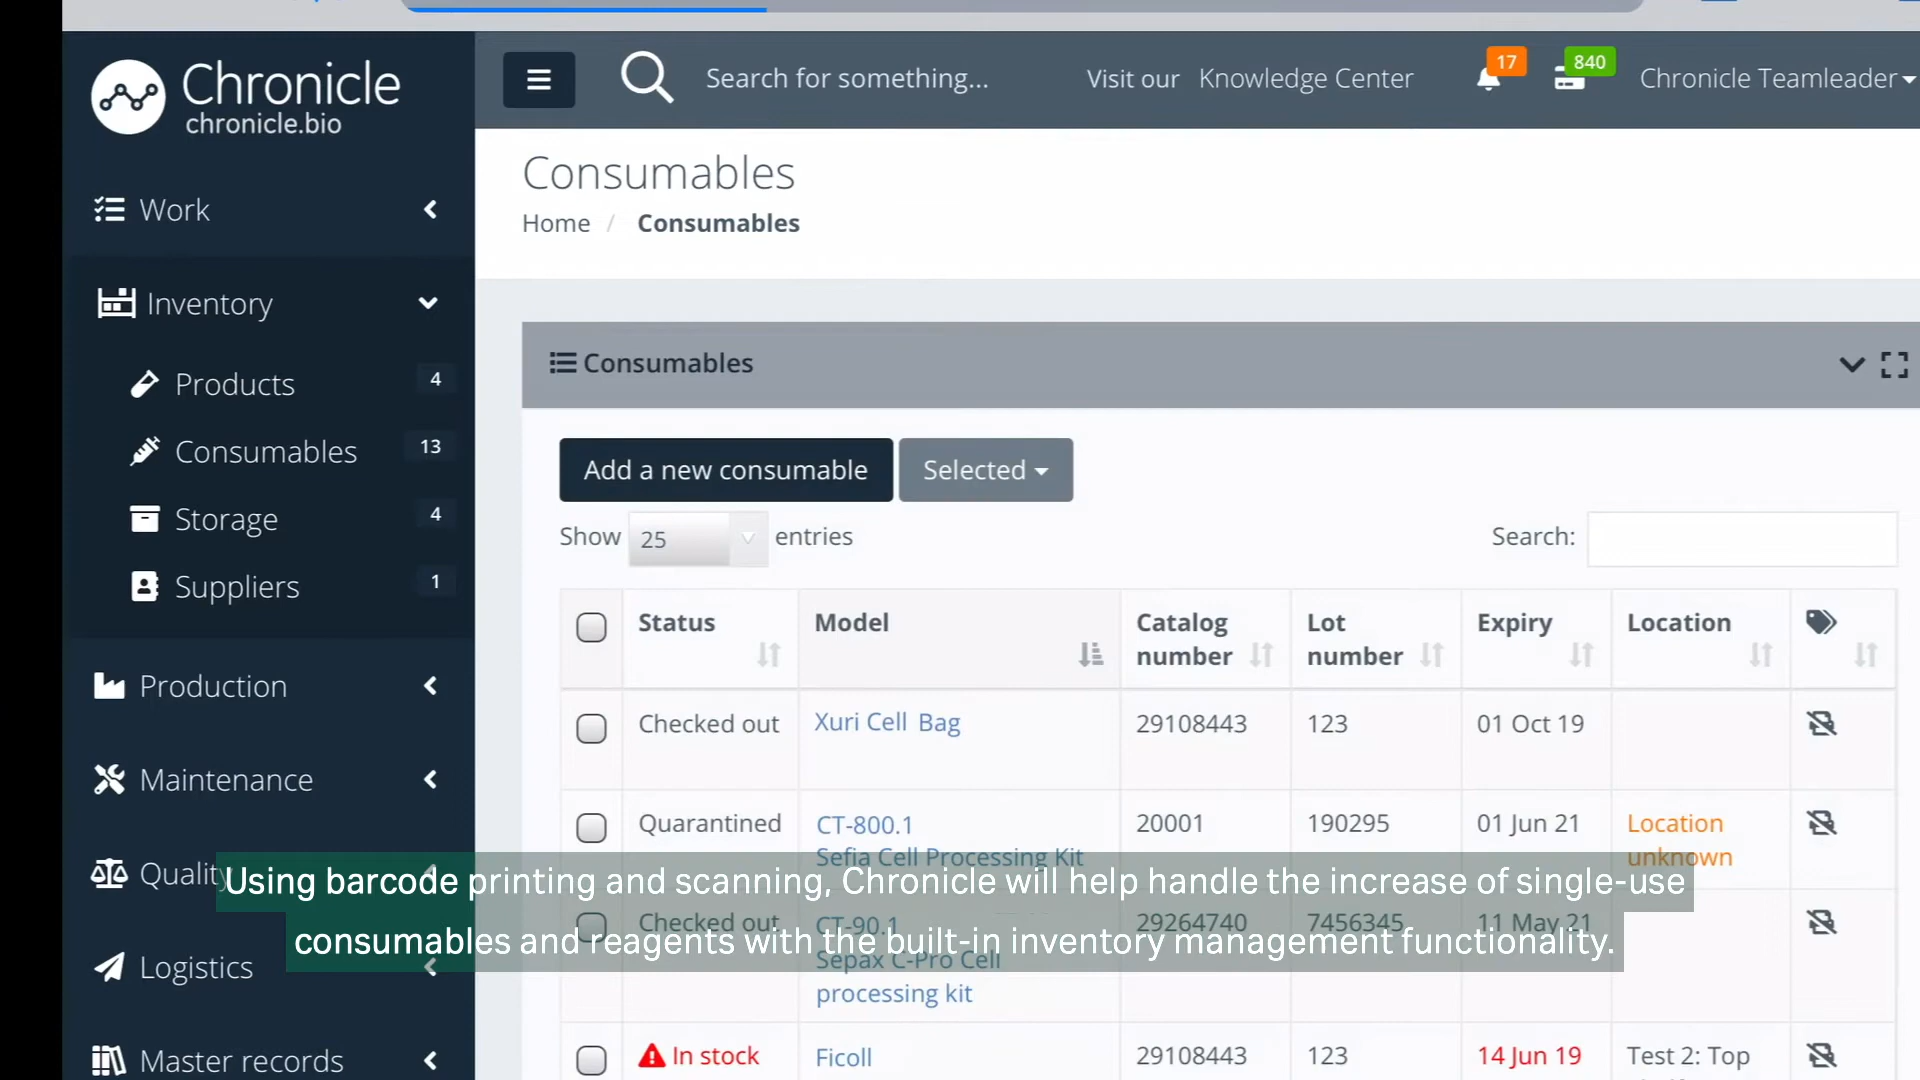 Chronicle
chronicle.bio
Search for something...
Visit our Knowledge Center
17
840
Chronicle Teamleader
Work
Inventory
Products 4
Consumables 13
Storage 4
Suppliers 1
Production
Maintenance
Quality
Logistics
Master records
Consumables
Home / Consumables
Consumables
Add a new consumable
Selected
Show 25 entries
Search:
Status Model Catalog number Lot number Expiry Location
Checked out Xuri Cell Bag 29108443 123 01 Oct 19
Quarantined CT-800.1 20001 190295 01 Jun 21 Location
Sefia Cell Processing Kit unknown
Checked out CT-90.1 29264740 7456345 11 May 21
Sepax C-Pro Cell
processing kit
In stock Ficoll 29108443 123 14 Jun 19 Test 2: Top
Using barcode printing and scanning, Chronicle will help handle the increase of single-use
consumables and reagents with the built-in inventory management functionality.